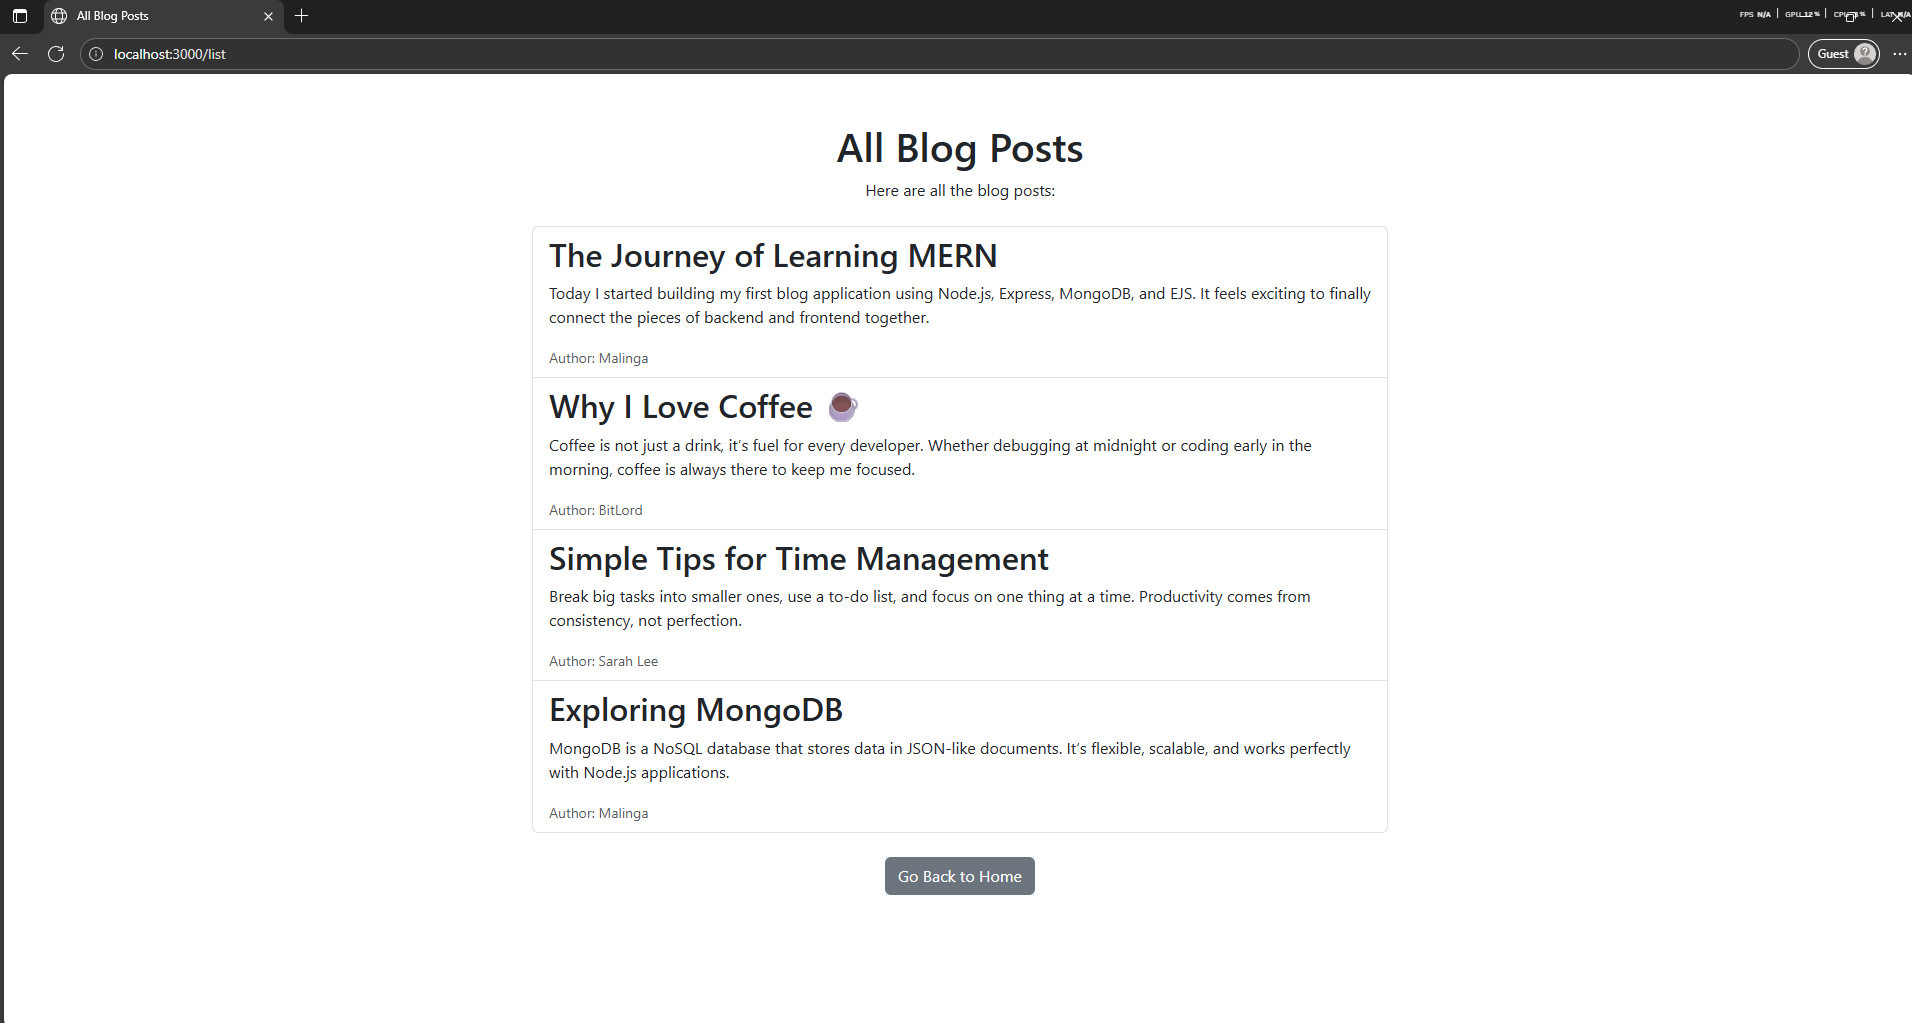 All Blog Posts
FPS N/A | GPU 12 % | CPU % | LAT N/A
localhost:3000/list
Guest
All Blog Posts
Here are all the blog posts:
The Journey of Learning MERN
Today I started building my first blog application using Node.js, Express, MongoDB, and EJS. It feels exciting to finally
connect the pieces of backend and frontend together.
Author: Malinga
Why I Love Coffee ☕
Coffee is not just a drink, it’s fuel for every developer. Whether debugging at midnight or coding early in the
morning, coffee is always there to keep me focused.
Author: BitLord
Simple Tips for Time Management
Break big tasks into smaller ones, use a to-do list, and focus on one thing at a time. Productivity comes from
consistency, not perfection.
Author: Sarah Lee
Exploring MongoDB
MongoDB is a NoSQL database that stores data in JSON-like documents. It’s flexible, scalable, and works perfectly
with Node.js applications.
Author: Malinga
Go Back to Home